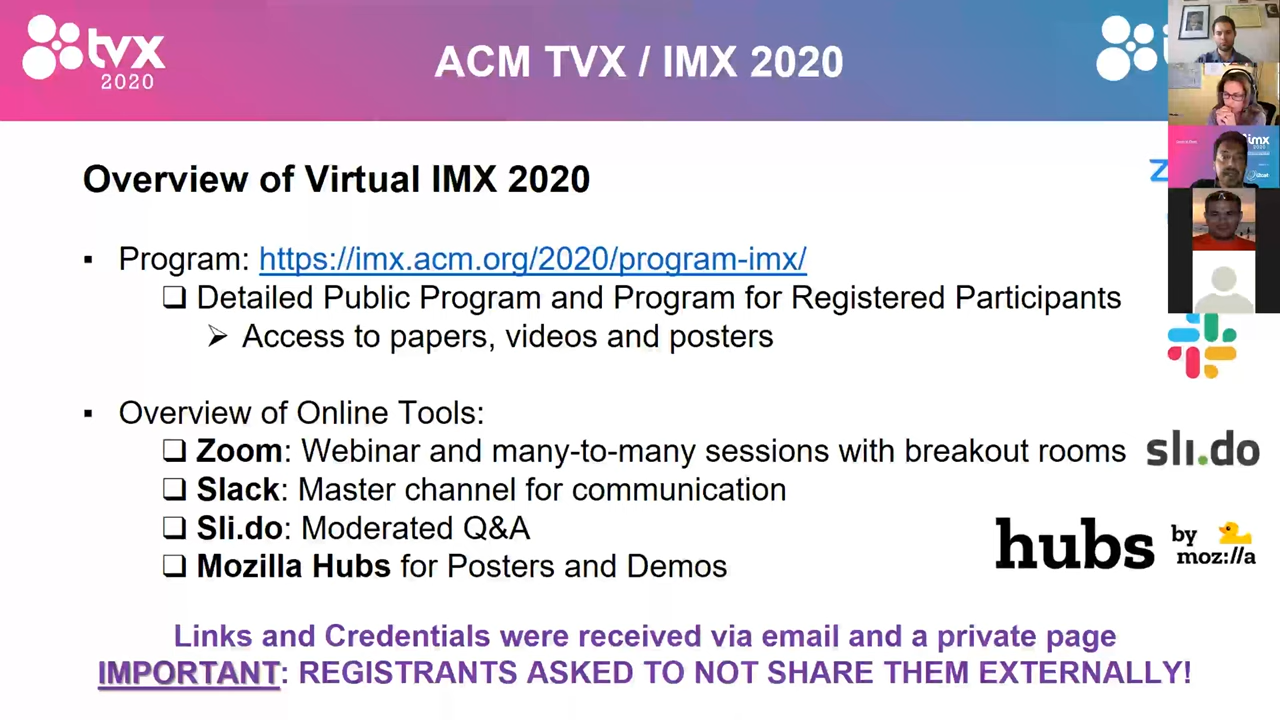 tvx
2020
ACM TVX / IMX 2020
imx
2020
Overview of Virtual IMX 2020
▪ Program: https://imx.acm.org/2020/program-imx/
❑ Detailed Public Program and Program for Registered Participants
➢ Access to papers, videos and posters
▪ Overview of Online Tools:
❑ Zoom: Webinar and many-to-many sessions with breakout rooms
sli.do
❑ Slack: Master channel for communication
❑ Sli.do: Moderated Q&A
hubs by moz://a
❑ Mozilla Hubs for Posters and Demos
Links and Credentials were received via email and a private page
IMPORTANT: REGISTRANTS ASKED TO NOT SHARE THEM EXTERNALLY!